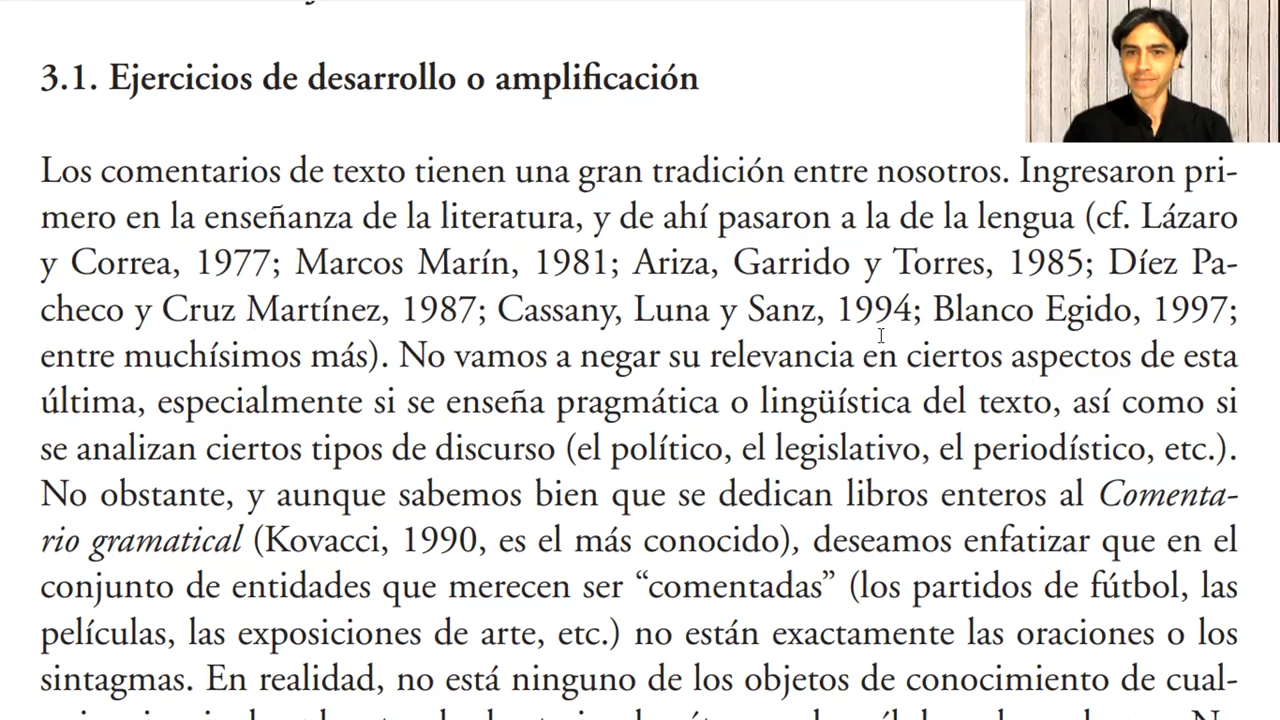 3.1. Ejercicios de desarrollo o amplificación
Los comentarios de texto tienen una gran tradición entre nosotros. Ingresaron pri-
mero en la enseñanza de la literatura, y de ahí pasaron a la de la lengua (cf. Lázaro
y Correa, 1977; Marcos Marín, 1981; Ariza, Garrido y Torres, 1985; Díez Pa-
checo y Cruz Martínez, 1987; Cassany, Luna y Sanz, 1994; Blanco Egido, 1997;
entre muchísimos más). No vamos a negar su relevancia en ciertos aspectos de esta
última, especialmente si se enseña pragmática o lingüística del texto, así como si
se analizan ciertos tipos de discurso (el político, el legislativo, el periodístico, etc.).
No obstante, y aunque sabemos bien que se dedican libros enteros al Comenta-
rio gramatical (Kovacci, 1990, es el más conocido), deseamos enfatizar que en el
conjunto de entidades que merecen ser “comentadas” (los partidos de fútbol, las
películas, las exposiciones de arte, etc.) no están exactamente las oraciones o los
sintagmas. En realidad, no está ninguno de los objetos de conocimiento de cual-